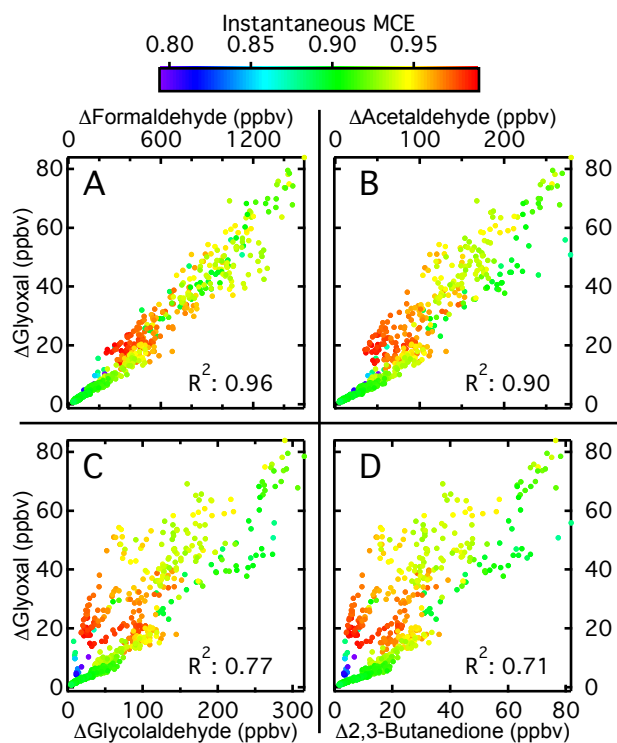 Instantaneous MCE
0.80 0.85 0.90 0.95
ΔFormaldehyde (ppbv) ΔAcetaldehyde (ppbv)
0 600 1200 0 100 200
80 A B 80
60 60
ΔGlyoxal (ppbv)
40 40
20 20
R²: 0.96 R²: 0.90
0 0
80 C D 80
60 60
ΔGlyoxal (ppbv)
40 40
20 20
R²: 0.77 R²: 0.71
0 0
0 100 200 300 0 20 40 60 80
ΔGlycolaldehyde (ppbv) Δ2,3-Butanedione (ppbv)